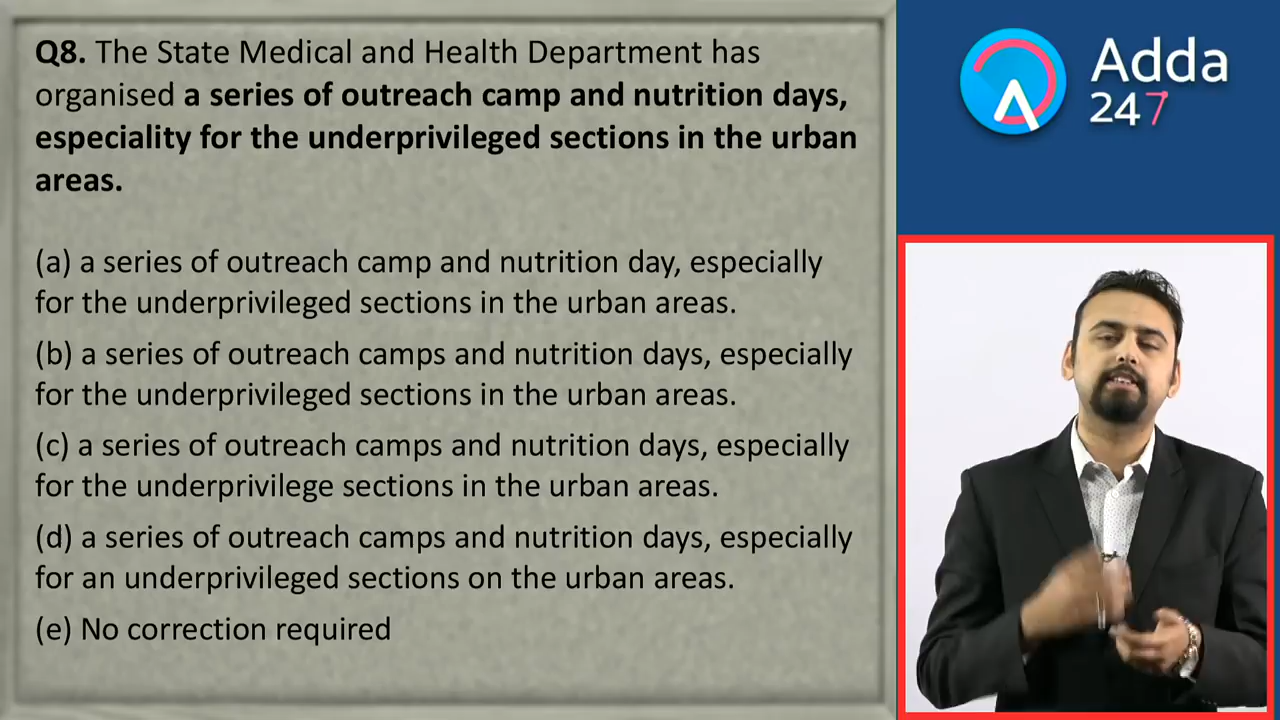 Q8. The State Medical and Health Department has
organised a series of outreach camp and nutrition days,
especiality for the underprivileged sections in the urban
areas.
(a) a series of outreach camp and nutrition day, especially
for the underprivileged sections in the urban areas.
(b) a series of outreach camps and nutrition days, especially
for the underprivileged sections in the urban areas.
(c) a series of outreach camps and nutrition days, especially
for the underprivilege sections in the urban areas.
(d) a series of outreach camps and nutrition days, especially
for an underprivileged sections on the urban areas.
(e) No correction required
Adda
247